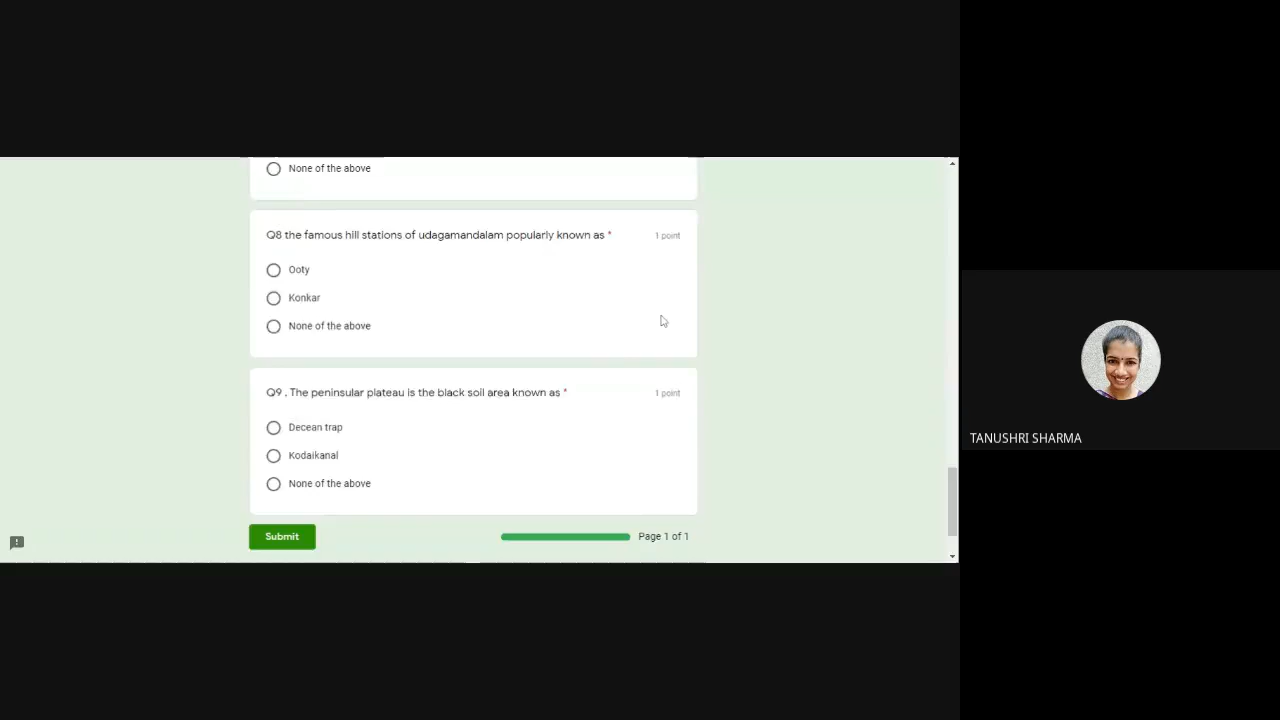 None of the above
Q8 the famous hill stations of udagamandalam popularly known as *
1 point
Ooty
Konkar
None of the above
Q9 . The peninsular plateau is the black soil area known as *
1 point
Decean trap
Kodaikanal
None of the above
Submit
Page 1 of 1
TANUSHRI SHARMA